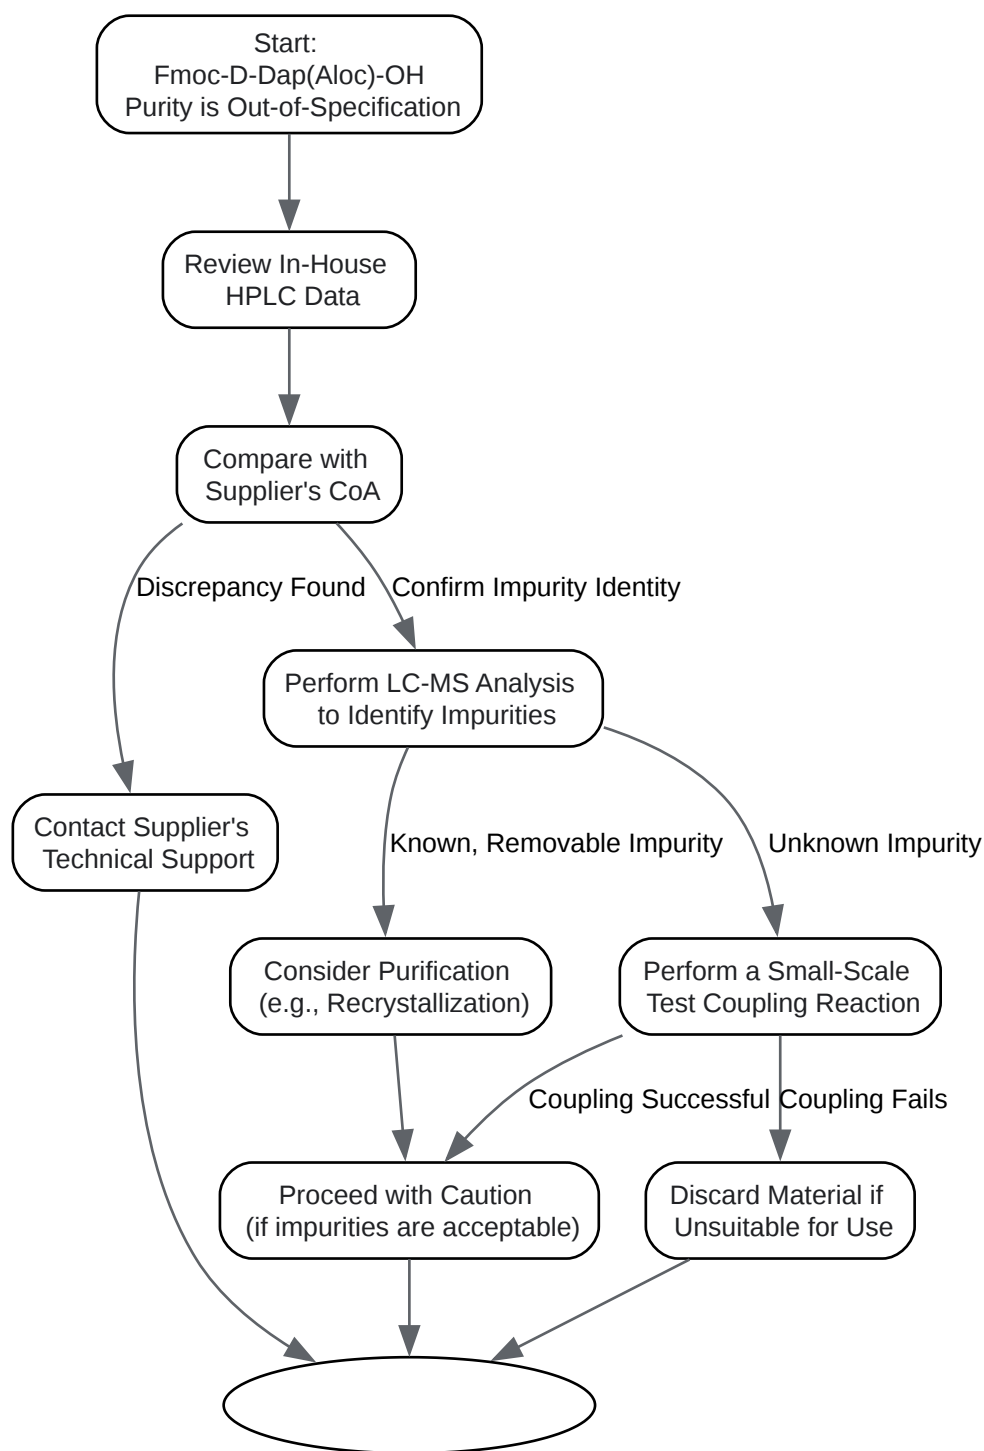 Start:
Fmoc-D-Dap(Aloc)-OH
Purity is Out-of-Specification
Review In-House
HPLC Data
Compare with
Supplier's CoA
Discrepancy Found
Confirm Impurity Identity
Perform LC-MS Analysis
to Identify Impurities
Contact Supplier's
Technical Support
Known, Removable Impurity
Unknown Impurity
Consider Purification
(e.g., Recrystallization)
Perform a Small-Scale
Test Coupling Reaction
Coupling Successful
Coupling Fails
Proceed with Caution
(if impurities are acceptable)
Discard Material if
Unsuitable for Use